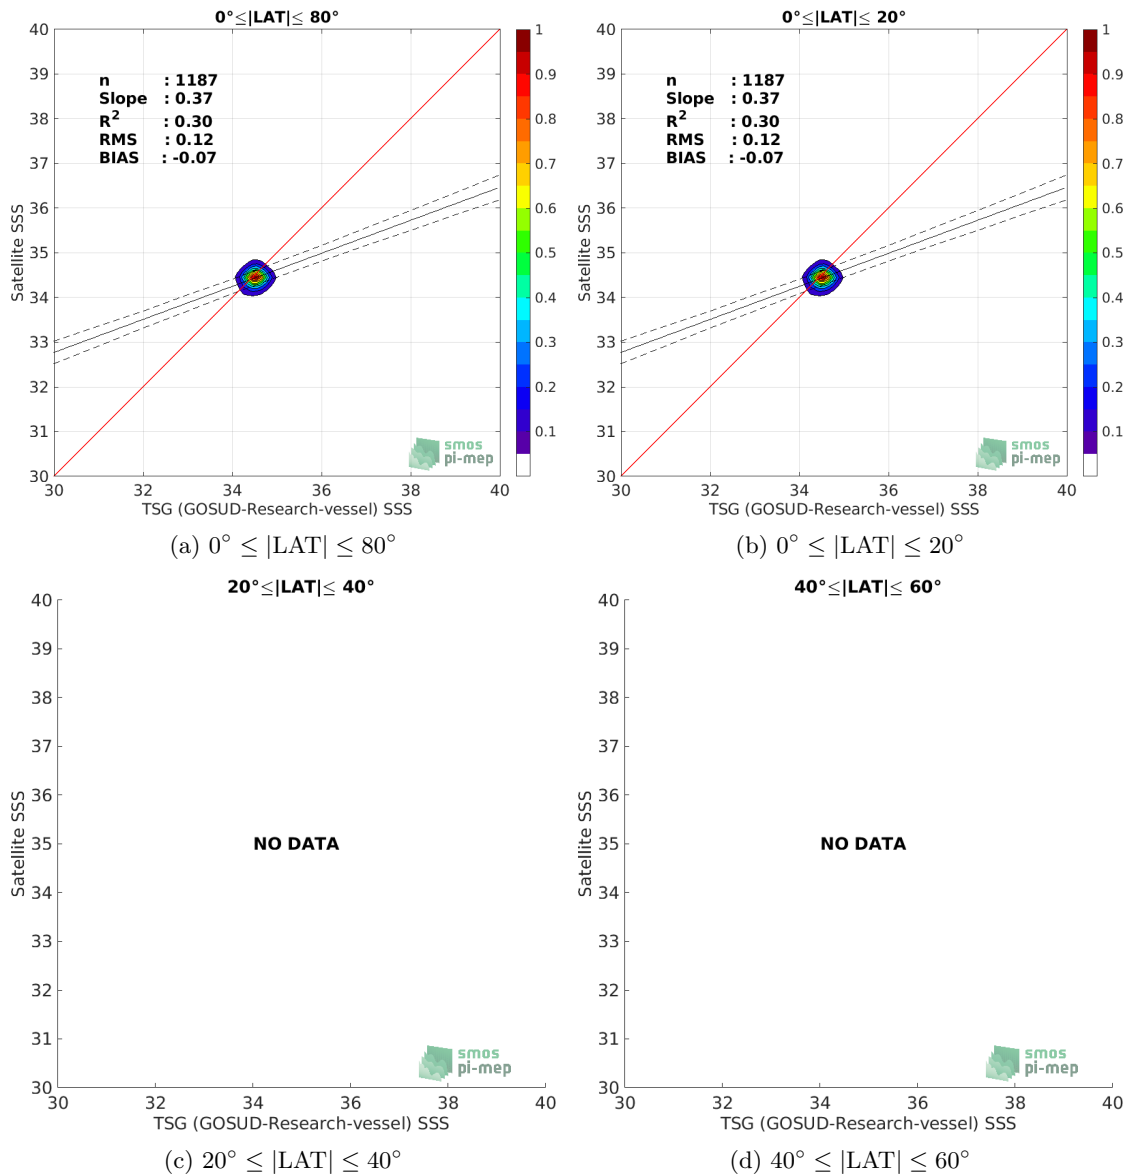 0°≤|LAT|≤ 80°
40
39
38
37
36
35
34
33
32
31
30
n : 1187
Slope : 0.37
R2 : 0.30
RMS : 0.12
BIAS : -0.07
Satellite SSS
smos
pi-mep
30 32 34 36 38 40
TSG (GOSUD-Research-vessel) SSS
1
0.9
0.8
0.7
0.6
0.5
0.4
0.3
0.2
0.1
(a) 0° ≤ |LAT| ≤ 80°
0°≤|LAT|≤ 20°
40
39
38
37
36
35
34
33
32
31
30
n : 1187
Slope : 0.37
R2 : 0.30
RMS : 0.12
BIAS : -0.07
Satellite SSS
smos
pi-mep
30 32 34 36 38 40
TSG (GOSUD-Research-vessel) SSS
1
0.9
0.8
0.7
0.6
0.5
0.4
0.3
0.2
0.1
(b) 0° ≤ |LAT| ≤ 20°
20°≤|LAT|≤ 40°
40
39
38
37
36
35
34
33
32
31
30
Satellite SSS
NO DATA
smos
pi-mep
30 32 34 36 38 40
TSG (GOSUD-Research-vessel) SSS
(c) 20° ≤ |LAT| ≤ 40°
40°≤|LAT|≤ 60°
40
39
38
37
36
35
34
33
32
31
30
Satellite SSS
NO DATA
smos
pi-mep
30 32 34 36 38 40
TSG (GOSUD-Research-vessel) SSS
(d) 40° ≤ |LAT| ≤ 60°